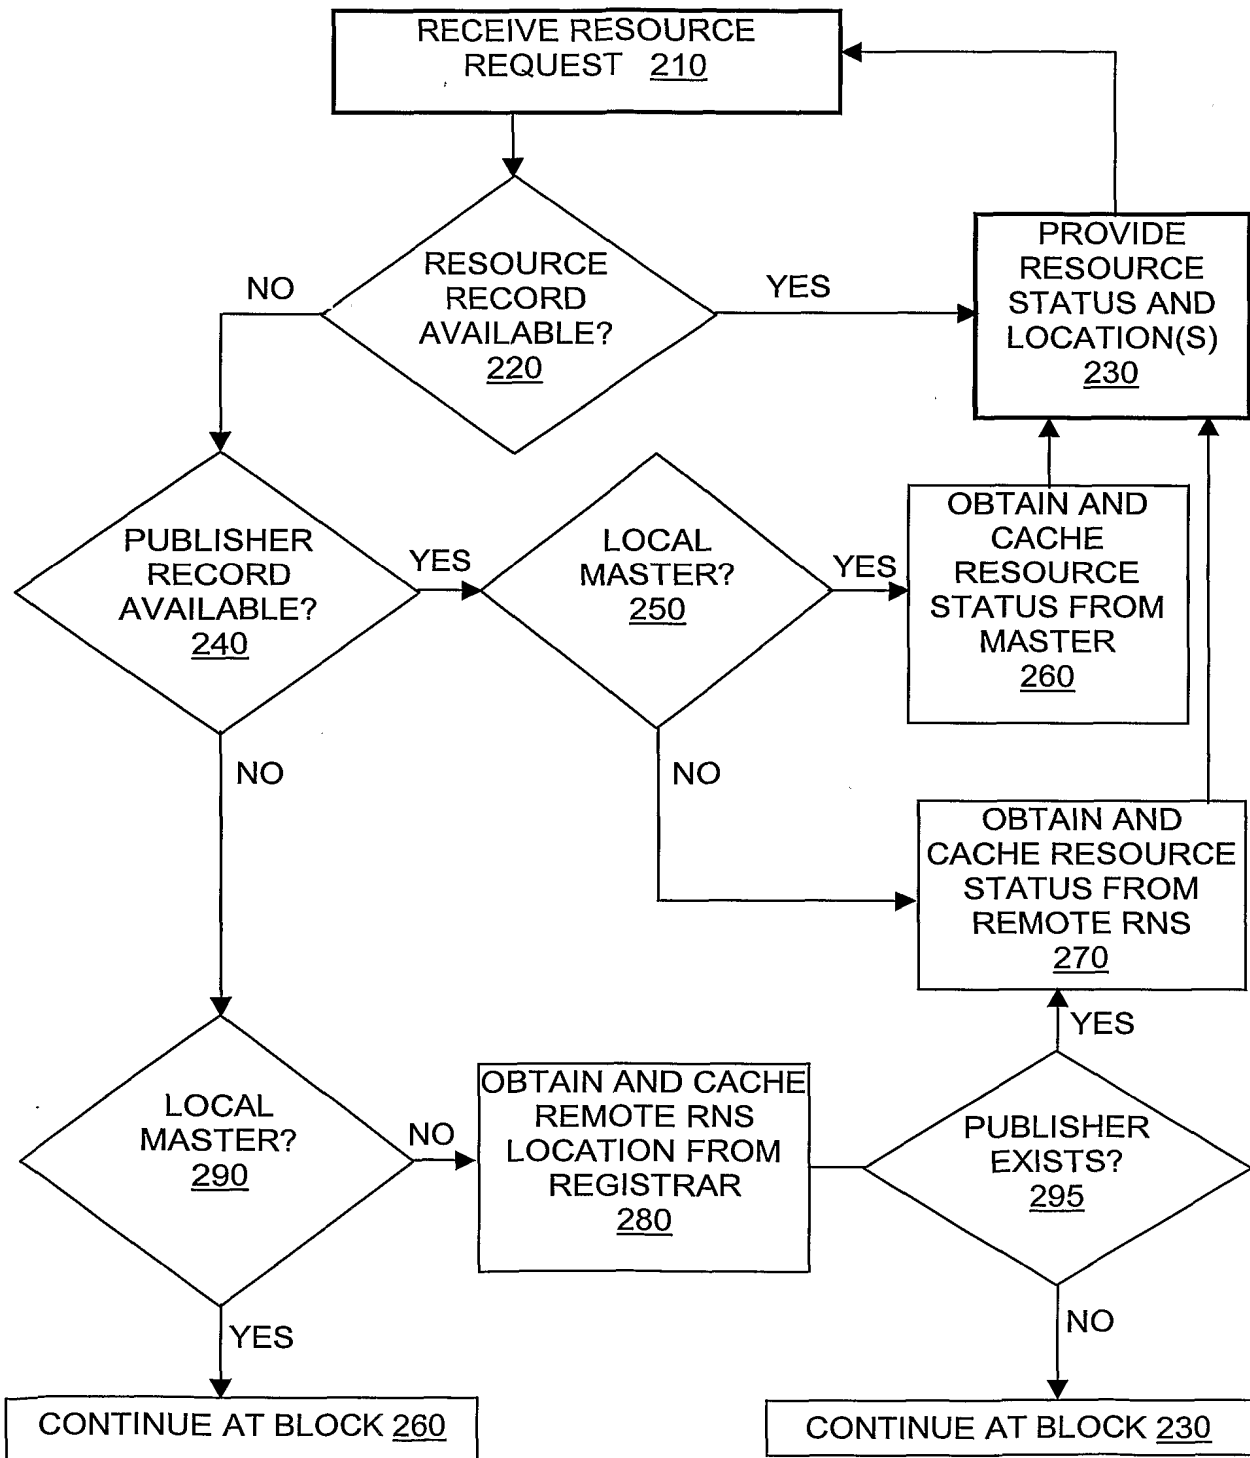 RECEIVE RESOURCE
REQUEST 210
NO
RESOURCE
RECORD
AVAILABLE?
220
YES
PROVIDE
RESOURCE
STATUS AND
LOCATION(S)
230
PUBLISHER
RECORD
AVAILABLE?
240
YES
LOCAL
MASTER?
250
YES
OBTAIN AND
CACHE
RESOURCE
STATUS FROM
MASTER
260
NO
NO
OBTAIN AND
CACHE RESOURCE
STATUS FROM
REMOTE RNS
270
YES
LOCAL
MASTER?
290
NO
OBTAIN AND CACHE
REMOTE RNS
LOCATION FROM
REGISTRAR
280
PUBLISHER
EXISTS?
295
YES
NO
CONTINUE AT BLOCK 260
CONTINUE AT BLOCK 230